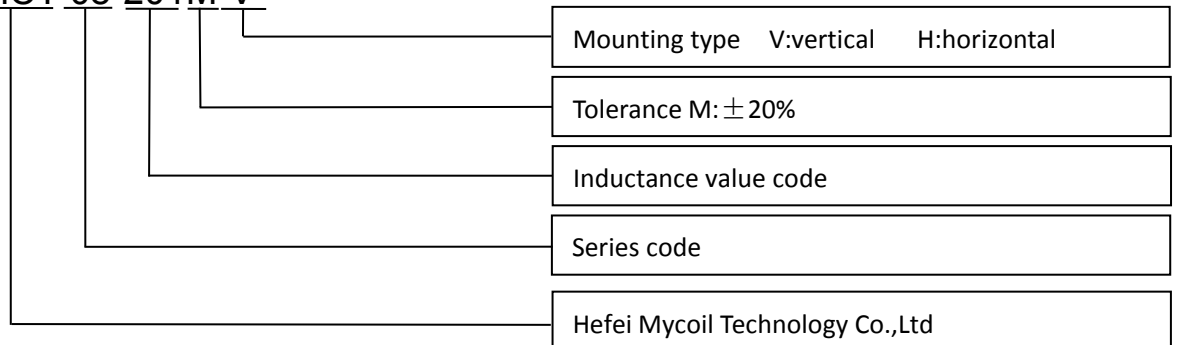 Mounting type V:vertical H:horizontal
Tolerance M:±20%
Inductance value code
Series code
Hefei Mycoil Technology Co.,Ltd